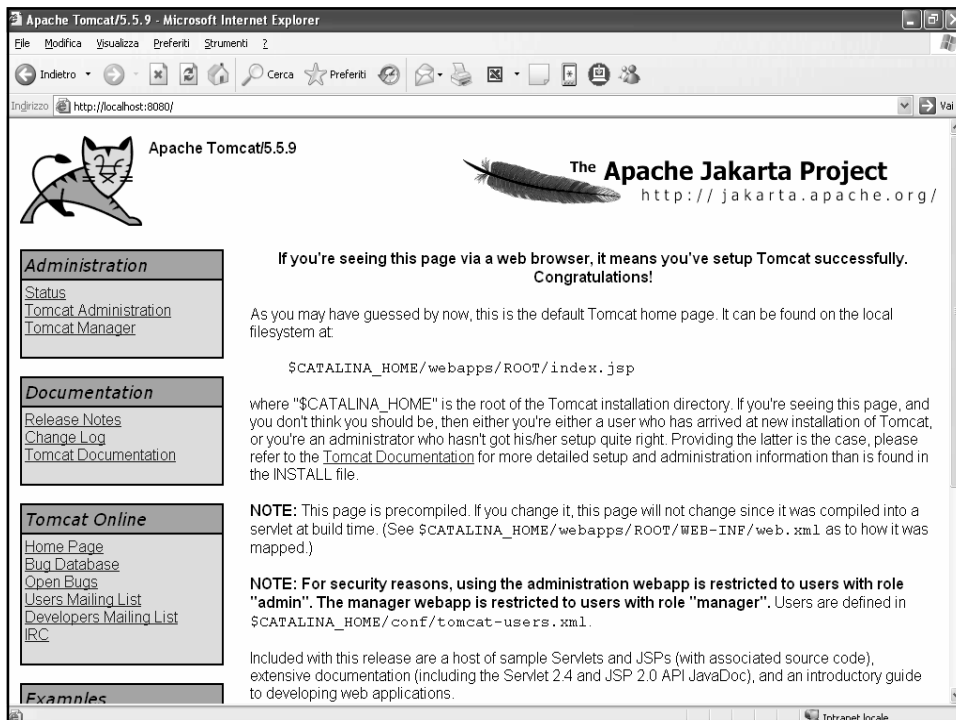 Apache Tomcat/5.5.9 - Microsoft Internet Explorer
File Modifica Visualizza Preferiti Strumenti ?
Indietro Cerca Preferiti
Indirizzo http://localhost:8080/ Vai
Apache Tomcat/5.5.9
The Apache Jakarta Project
http://jakarta.apache.org/
Administration
Status
Tomcat Administration
Tomcat Manager
Documentation
Release Notes
Change Log
Tomcat Documentation
Tomcat Online
Home Page
Bug Database
Open Bugs
Users Mailing List
Developers Mailing List
IRC
Examples
If you're seeing this page via a web browser, it means you've setup Tomcat successfully.
Congratulations!
As you may have guessed by now, this is the default Tomcat home page. It can be found on the local
filesystem at:
$CATALINA_HOME/webapps/ROOT/index.jsp
where "$CATALINA_HOME" is the root of the Tomcat installation directory. If you're seeing this page, and
you don't think you should be, then either you're either a user who has arrived at new installation of Tomcat,
or you're an administrator who hasn't got his/her setup quite right. Providing the latter is the case, please
refer to the Tomcat Documentation for more detailed setup and administration information than is found in
the INSTALL file.
NOTE: This page is precompiled. If you change it, this page will not change since it was compiled into a
servlet at build time. (See $CATALINA_HOME/webapps/ROOT/WEB-INF/web.xml as to how it was
mapped.)
NOTE: For security reasons, using the administration webapp is restricted to users with role
"admin". The manager webapp is restricted to users with role "manager". Users are defined in
$CATALINA_HOME/conf/tomcat-users.xml.
Included with this release are a host of sample Servlets and JSPs (with associated source code),
extensive documentation (including the Servlet 2.4 and JSP 2.0 API JavaDoc), and an introductory guide
to developing web applications.
Intranet locale